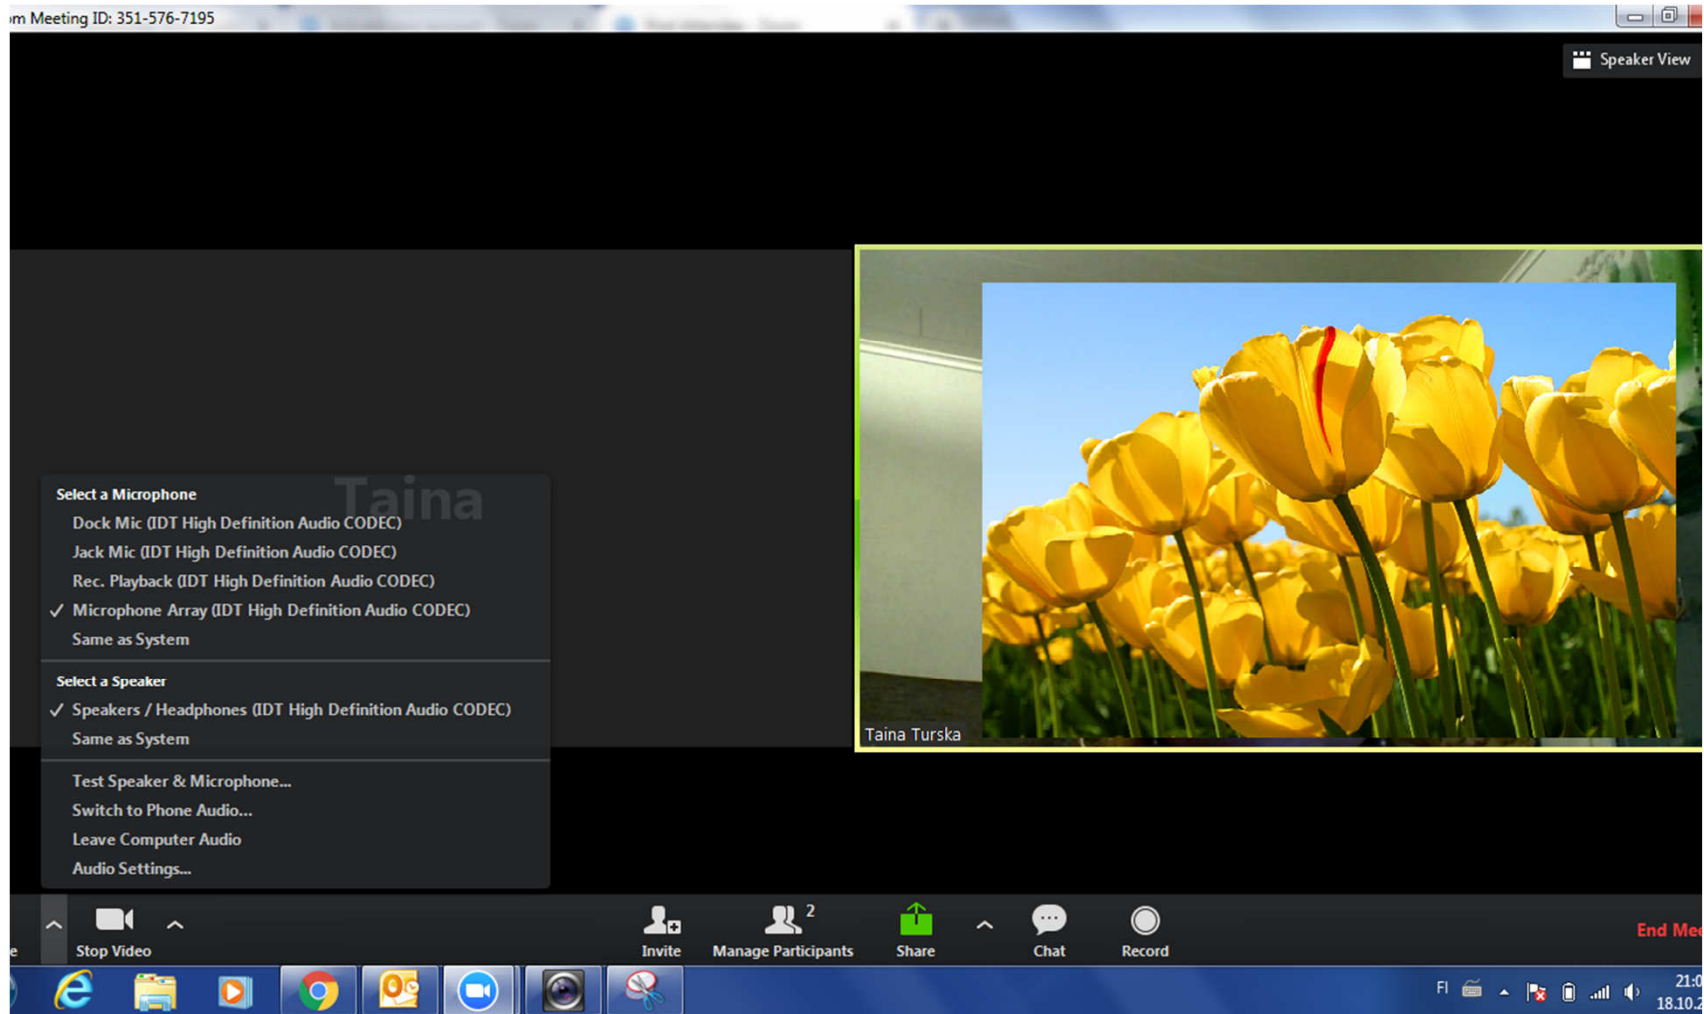 om Meeting ID: 351-576-7195
Speaker View
Taina
Select a Microphone
Dock Mic (IDT High Definition Audio CODEC)
Jack Mic (IDT High Definition Audio CODEC)
Rec. Playback (IDT High Definition Audio CODEC)
✓ Microphone Array (IDT High Definition Audio CODEC)
Same as System
Select a Speaker
✓ Speakers / Headphones (IDT High Definition Audio CODEC)
Same as System
Test Speaker & Microphone...
Switch to Phone Audio...
Leave Computer Audio
Audio Settings...
Taina Turska
e
Stop Video
Invite
2
Manage Participants
Share
Chat
Record
End Mee
FI
21:0
18.10.2